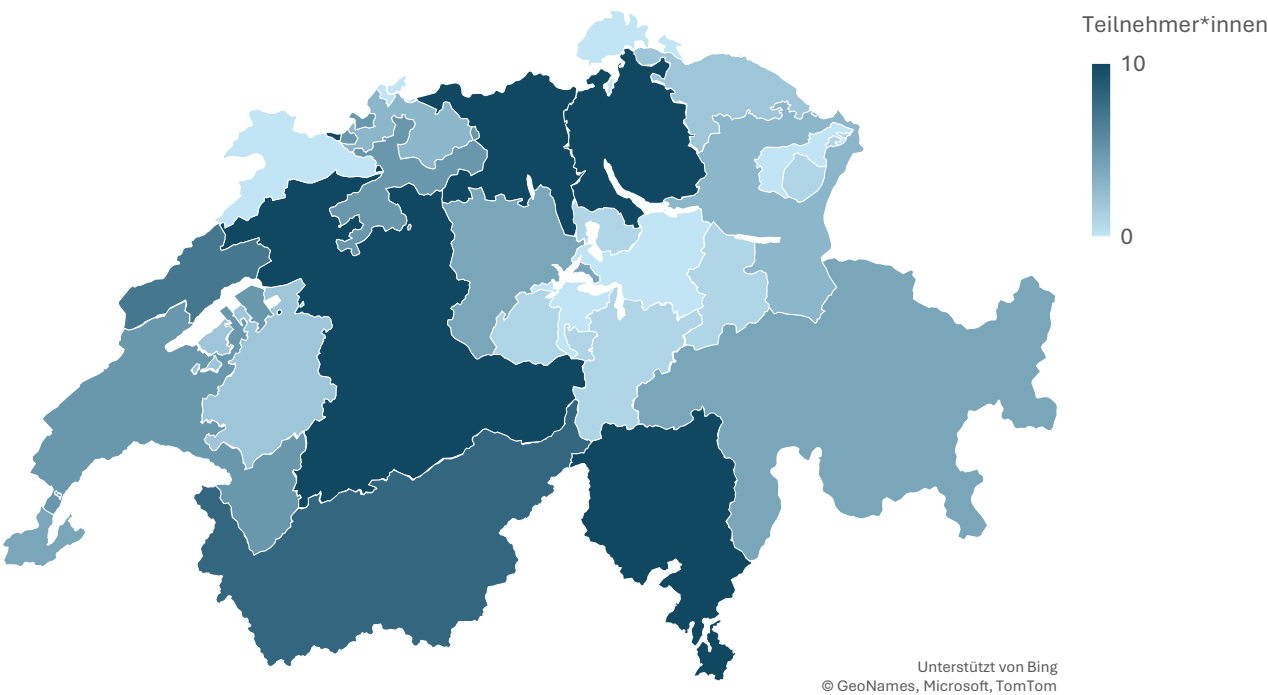 Teilnehmer*innen
10
0
Unterstützt von Bing
© GeoNames, Microsoft, TomTom